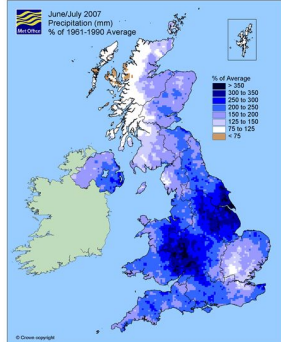 Met Office
June/July 2007
Precipitation (mm)
% of 1961-1990 Average
% of Average
> 350
300 to 350
250 to 300
200 to 250
150 to 200
125 to 150
75 to 125
< 75
© Crown copyright